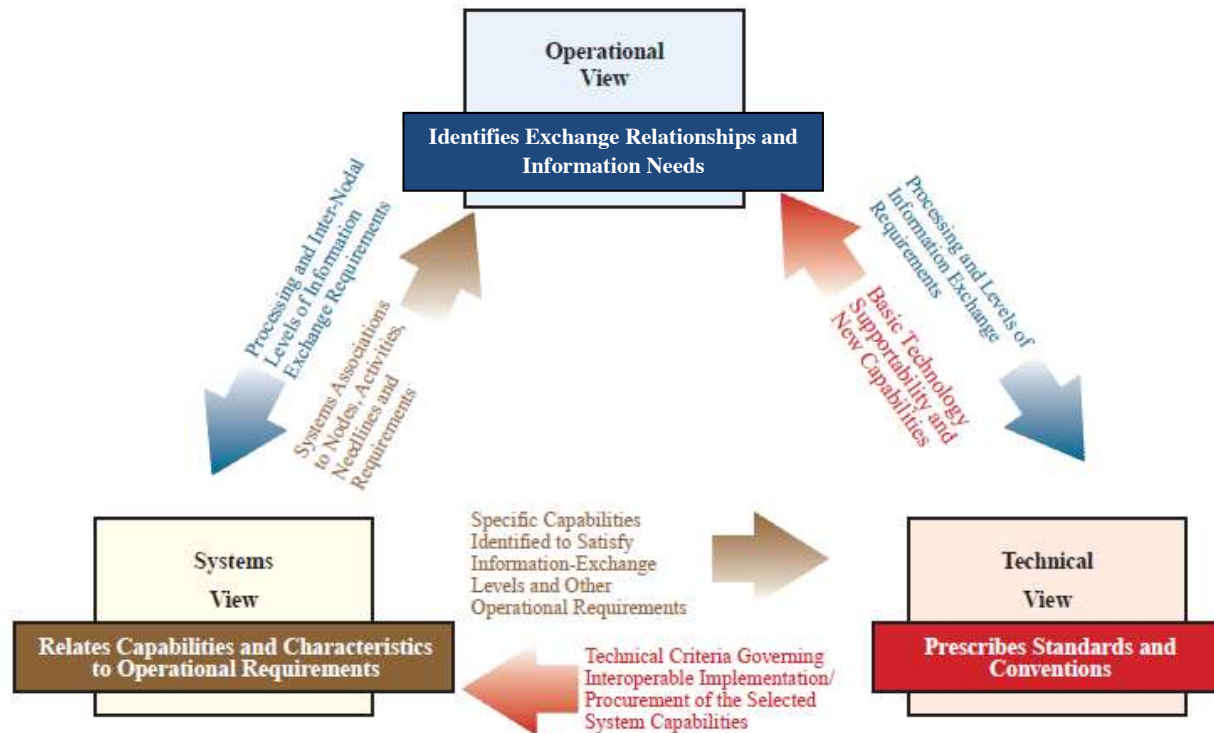 Operational
View
Identifies Exchange Relationships and
Information Needs
Processing and Inter-Nodal
Levels of Information
Exchange Requirements
Systems Associations
to Nodes, Activities,
Needlines and
Requirements
Processing and Levels of
Information Exchange
Requirements
Basic Technology
Supportability and
New Capabilities
Systems
View
Relates Capabilities and Characteristics
to Operational Requirements
Specific Capabilities
Identified to Satisfy
Information-Exchange
Levels and Other
Operational Requirements
Technical Criteria Governing
Interoperable Implementation/
Procurement of the Selected
System Capabilities
Technical
View
Prescribes Standards and
Conventions